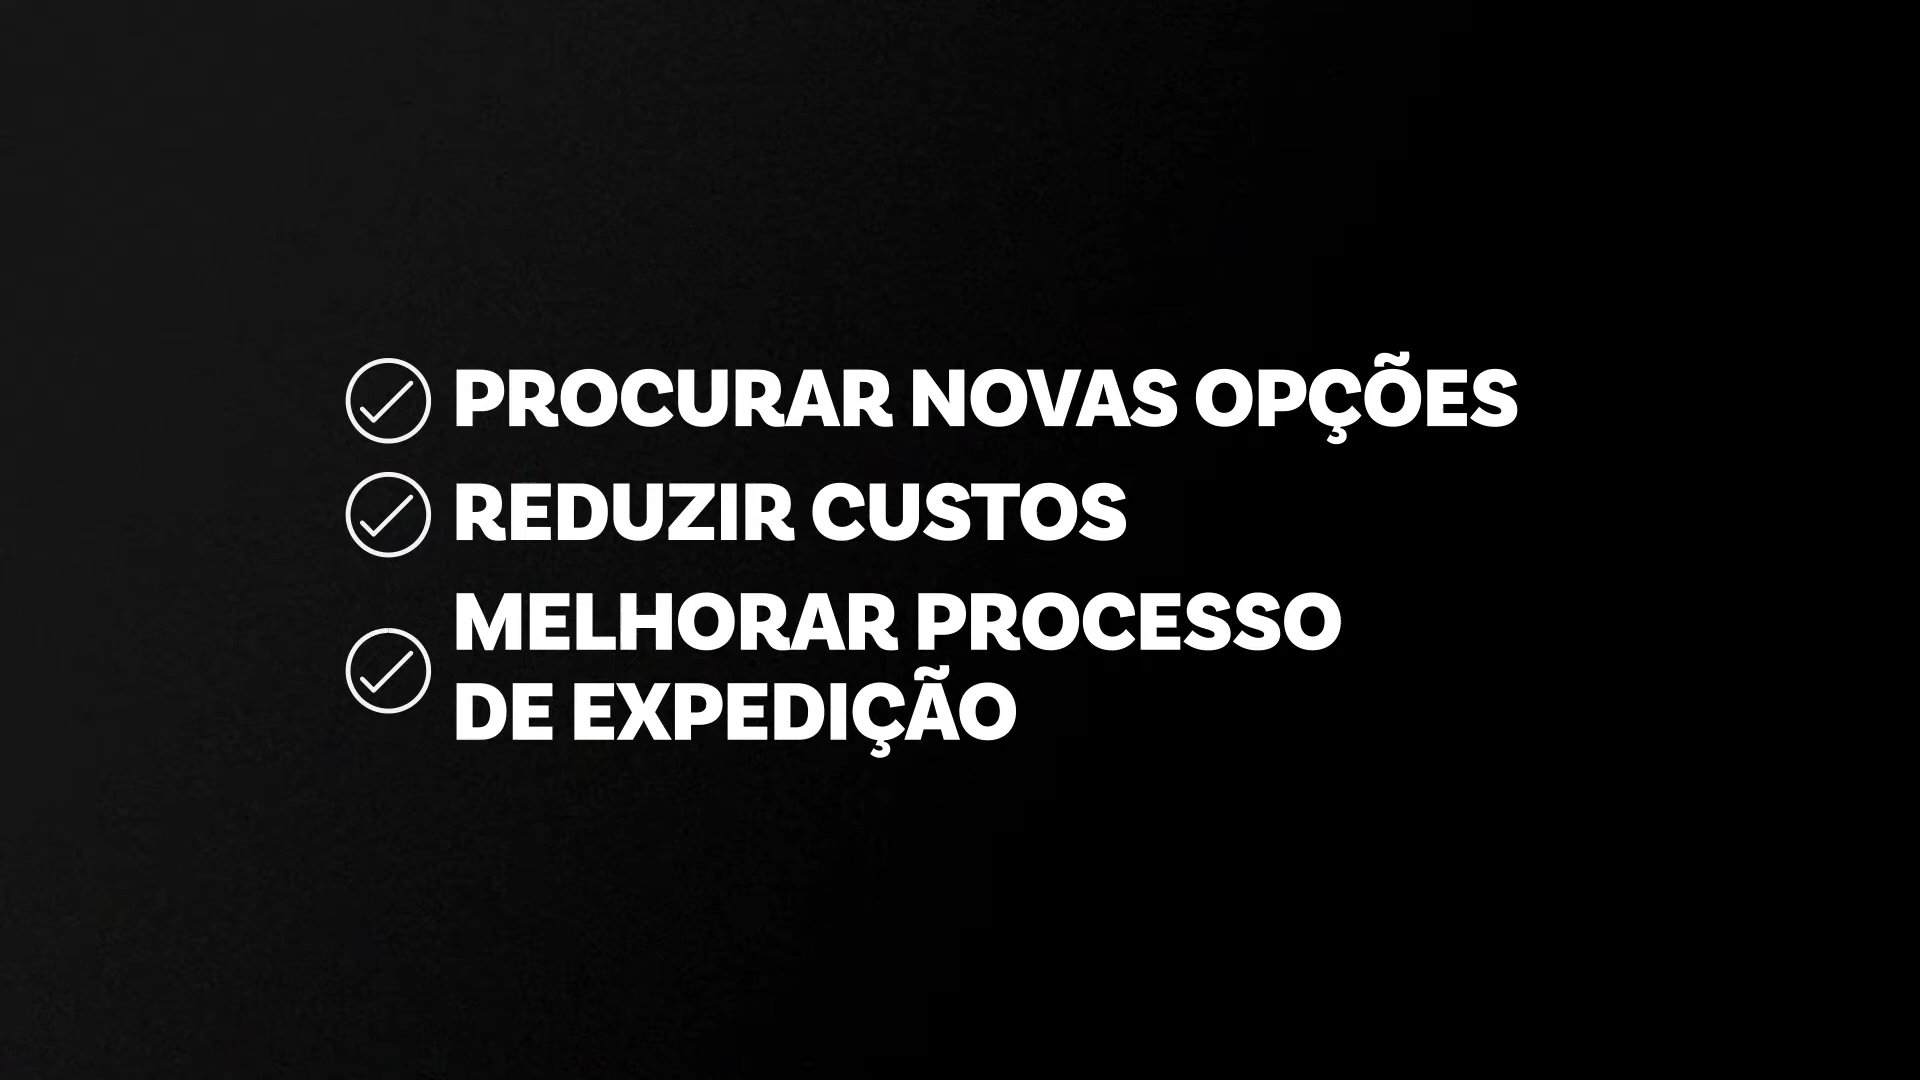 PROCURAR NOVAS OPÇÕES
REDUZIR CUSTOS
MELHORAR PROCESSO
DE EXPEDIÇÃO